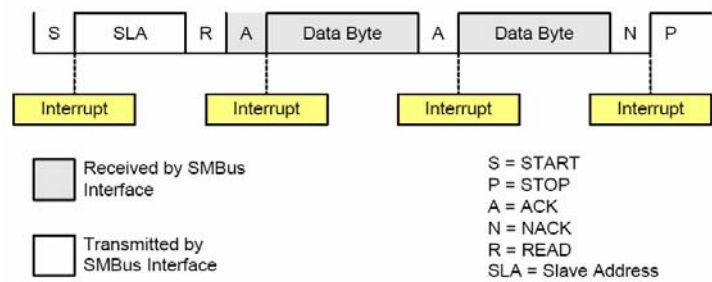 S SLA R A Data Byte A Data Byte N P
Interrupt Interrupt Interrupt Interrupt
Received by SMBus
Interface
Transmitted by
SMBus Interface
S = START
P = STOP
A = ACK
N = NACK
R = READ
SLA = Slave Address